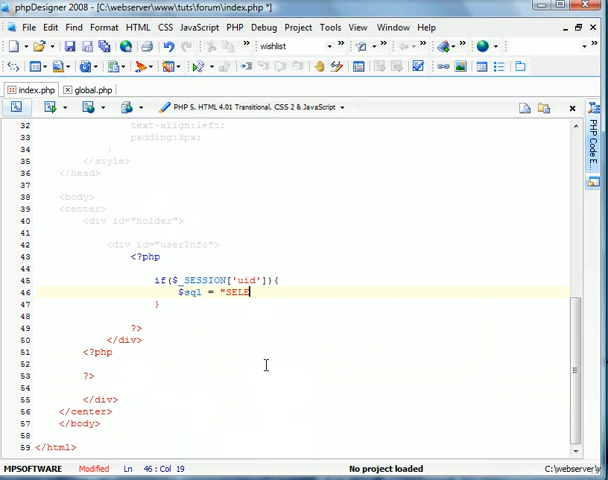 phpDesigner 2008 - [C:\webserver\www\tuts\forum\index.php *]
File Edit Find Format HTML CSS JavaScript PHP Debug Project Tools View Window Help
wishlist
index.php global.php
PHP 5, HTML 4.01 Transitional, CSS 2 & JavaScript
32 text-align:left;
33 padding:3px;
34 }
35 </style>
36 </head>
37
38 <body>
39 <center>
40 <div id="holder">
41
42 <div id="userInfo">
43 <?php
44
45 if($_SESSION['uid']){
46 $sql = "SELE
47 }
48
49 ?>
50 </div>
51 <?php
52
53 ?>
54
55 </div>
56 </center>
57 </body>
58
59 </html>
PHP Code E...
MPSOFTWARE Modified Ln 46 : Col 19 No project loaded C:\webserver\w